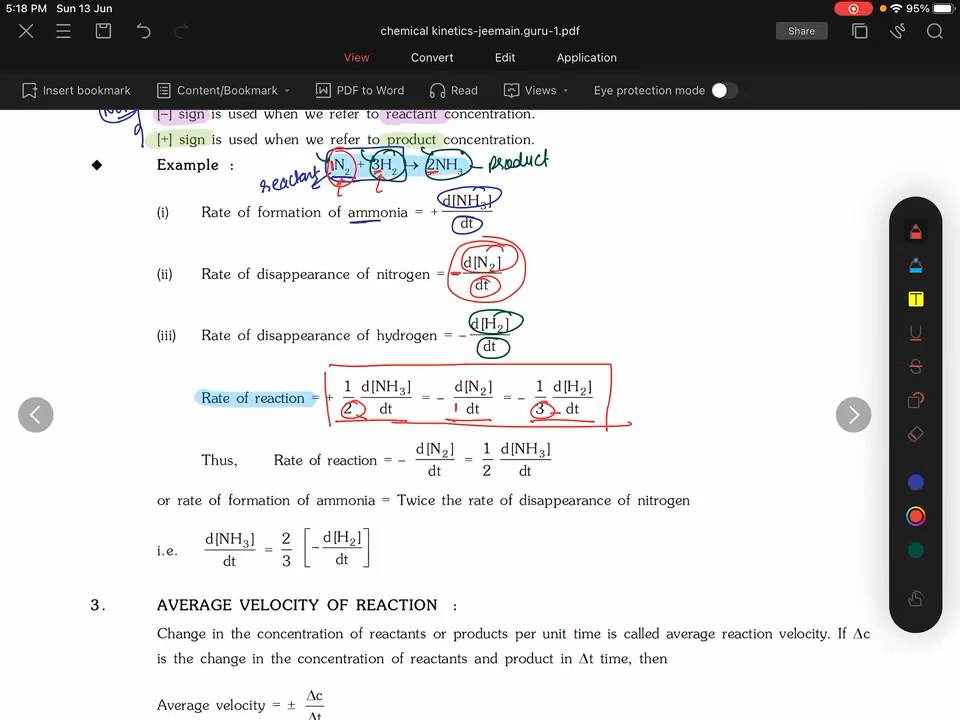 5:18 PM Sun 13 Jun 95%
chemical kinetics-jeemain.guru-1.pdf
Share
View Convert Edit Application
Insert bookmark Content/Bookmark PDF to Word Read Views Eye protection mode
[–] sign is used when we refer to reactant concentration.
[+] sign is used when we refer to product concentration.
◆ Example : 1N₂ + 3H₂ → 2NH₃ product
reactant
(i) Rate of formation of ammonia = + d[NH₃]/dt
(ii) Rate of disappearance of nitrogen = – d[N₂]/dt
(iii) Rate of disappearance of hydrogen = – d[H₂]/dt
Rate of reaction = + 1/2 d[NH₃]/dt = – 1 d[N₂]/dt = – 1/3 d[H₂]/dt
Thus, Rate of reaction = – d[N₂]/dt = 1/2 d[NH₃]/dt
or rate of formation of ammonia = Twice the rate of disappearance of nitrogen
i.e. d[NH₃]/dt = 2/3 [– d[H₂]/dt]
3. AVERAGE VELOCITY OF REACTION :
Change in the concentration of reactants or products per unit time is called average reaction velocity. If Δc
is the change in the concentration of reactants and product in Δt time, then
Average velocity = ± Δc/Δt